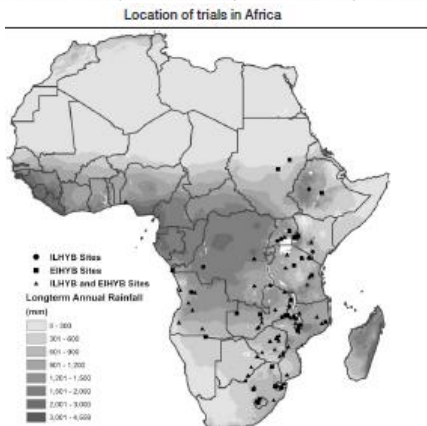 Location of trials in Africa
ILHYB Sites
EIHYB Sites
ILHYB and EIHYB Sites
Longterm Annual Rainfall
(mm)
0 - 300
301 - 600
601 - 900
901 - 1,200
1,201 - 1,500
1,501 - 2,000
2,001 - 3,000
3,001 - 4,500